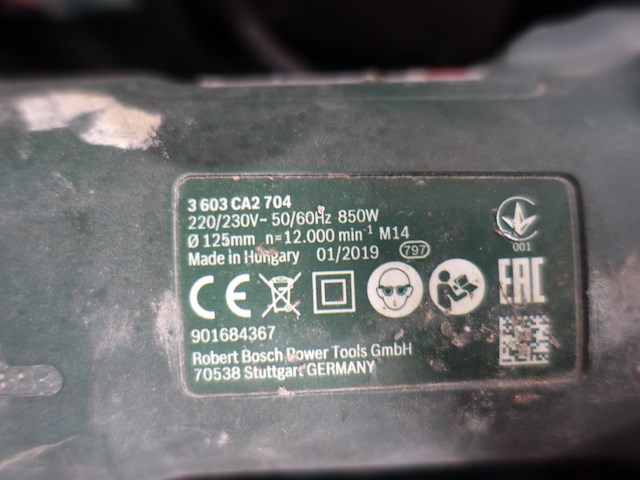 3 603 CA2 704
220/230V~ 50/60Hz 850W
Ø 125mm n=12.000 min⁻¹ M14
Made in Hungary 01/2019 797
001
EAC
CE
901684367
Robert Bosch Power Tools GmbH
70538 Stuttgart GERMANY